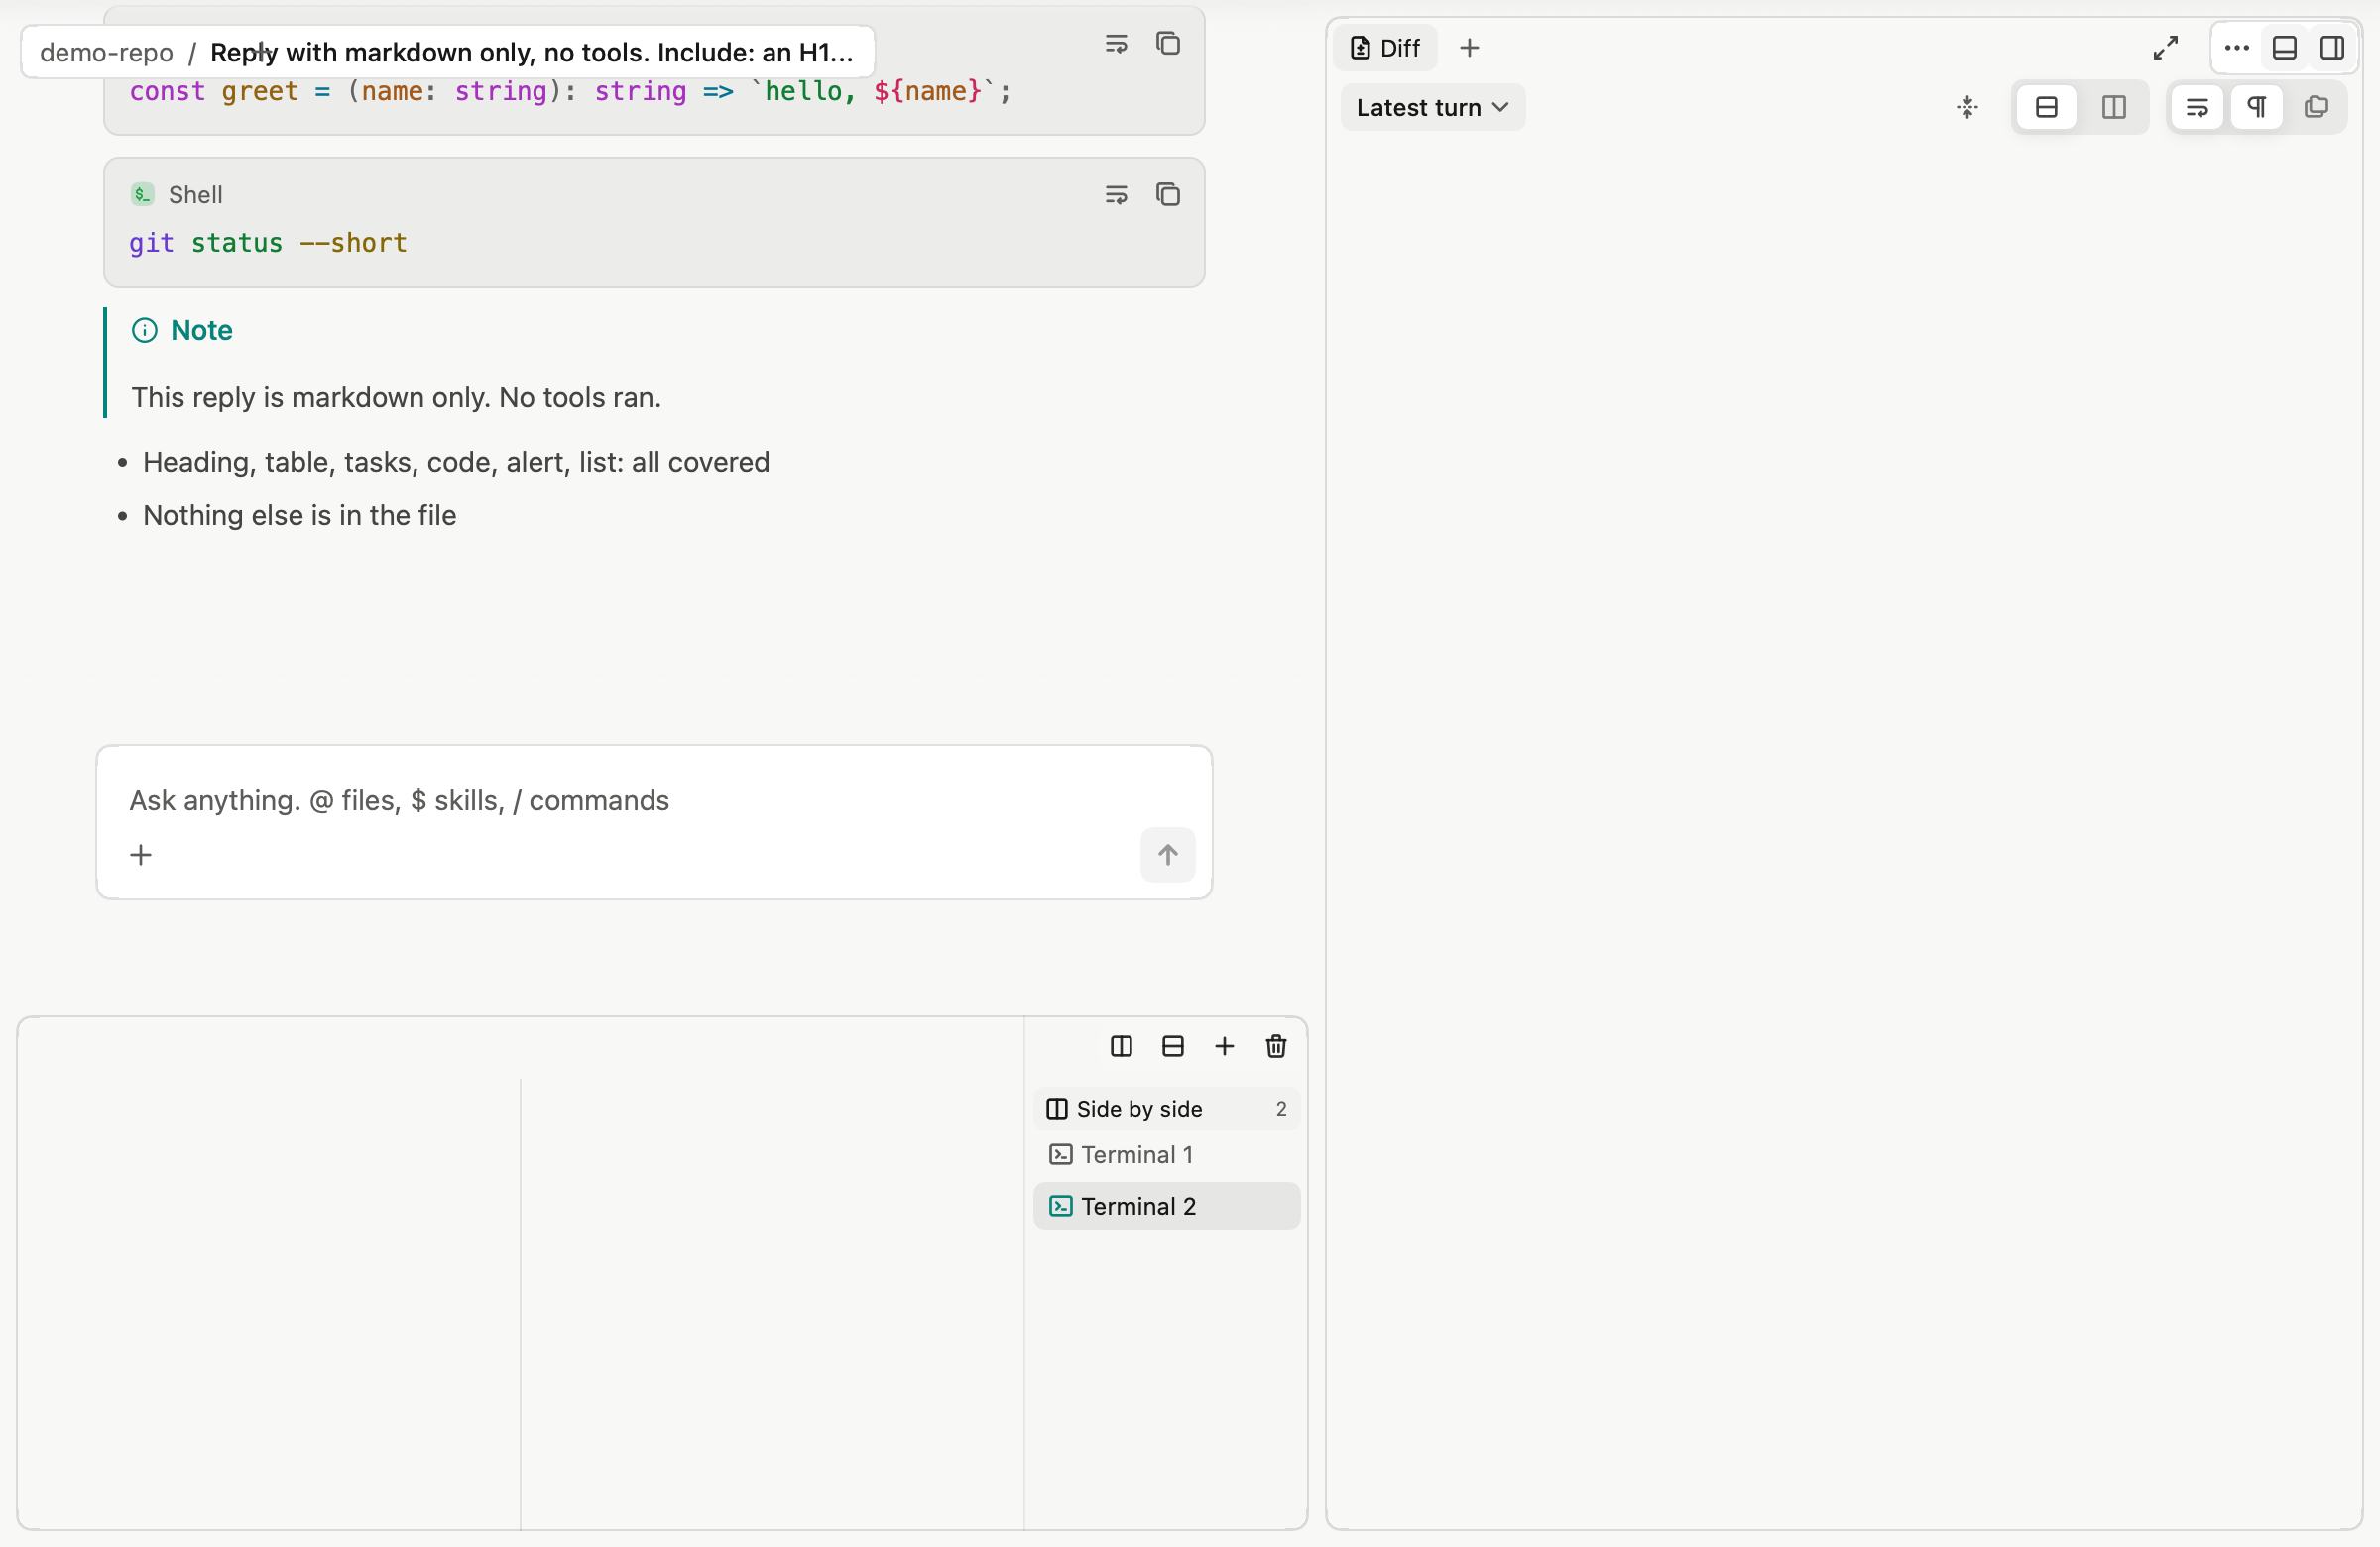 demo-repo / Reply with markdown only, no tools. Include: an H1...
const greet = (name: string): string => `hello, ${name}`;
Shell
git status --short
Note
This reply is markdown only. No tools ran.
• Heading, table, tasks, code, alert, list: all covered
• Nothing else is in the file
Ask anything. @ files, $ skills, / commands
Side by side 2
Terminal 1
Terminal 2
Diff
Latest turn